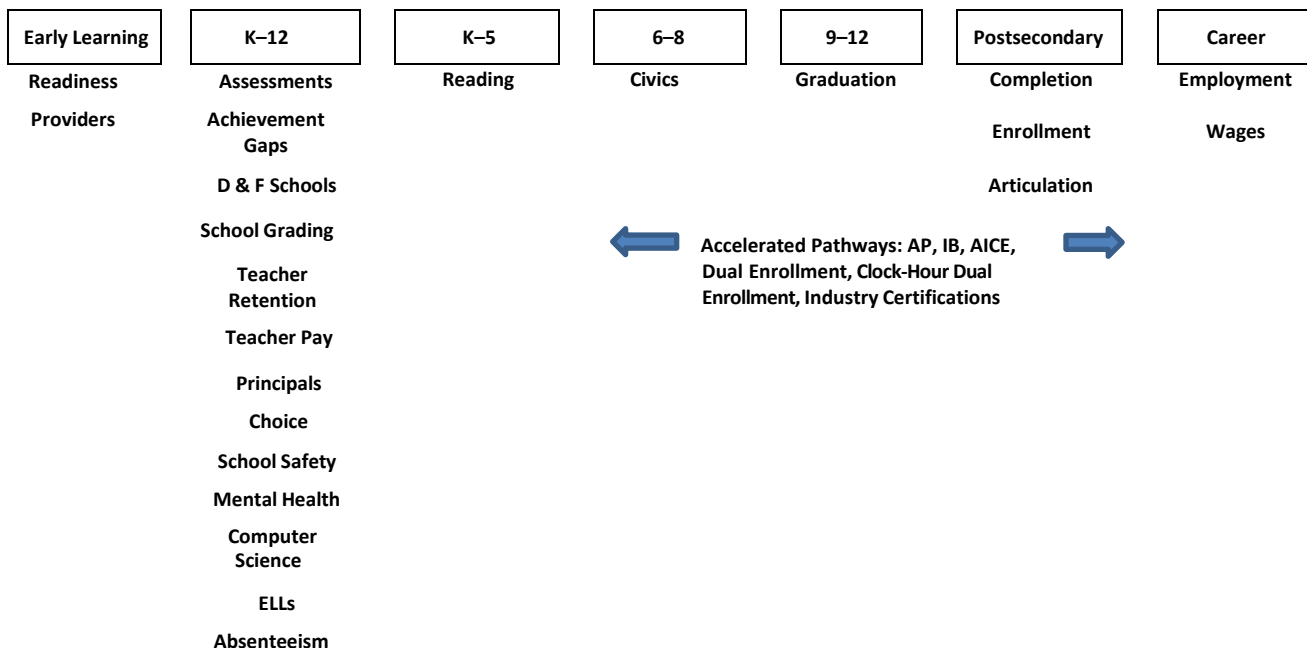 Early Learning
K–12
K–5
6–8
9–12
Postsecondary
Career
Readiness
Assessments
Reading
Civics
Graduation
Completion
Employment
Providers
Achievement
Gaps
Enrollment
Wages
D & F Schools
Articulation
School Grading
Accelerated Pathways: AP, IB, AICE,
Dual Enrollment, Clock-Hour Dual
Enrollment, Industry Certifications
Teacher
Retention
Teacher Pay
Principals
Choice
School Safety
Mental Health
Computer
Science
ELLs
Absenteeism